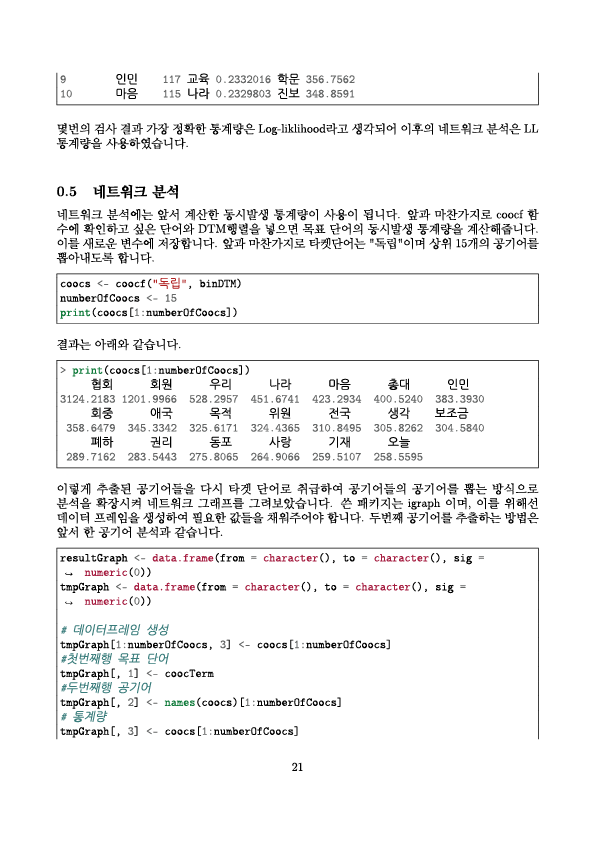 9 인민 117 교육 0.2332016 학문 356.7562
10 마음 115 나라 0.2329803 진보 348.8591
몇번의 검사 결과 가장 정확한 통계량은 Log-liklihood라고 생각되어 이후의 네트워크 분석은 LL
통계량을 사용하였습니다.
0.5 네트워크 분석
네트워크 분석에는 앞서 계산한 동시발생 통계량이 사용이 됩니다. 앞과 마찬가지로 coocf 함
수에 확인하고 싶은 단어와 DTM행렬을 넣으면 목표 단어의 동시발생 통계량을 계산해줍니다.
이를 새로운 변수에 저장합니다. 앞과 마찬가지로 타켓단어는 "독립"이며 상위 15개의 공기어를
뽑아내도록 합니다.
coocs <- coocf("독립", binDTM)
numberOfCoocs <- 15
print(coocs[1:numberOfCoocs])
결과는 아래와 같습니다.
> print(coocs[1:numberOfCoocs])
협회 회원 우리 나라 마음 총대 인민
3124.2183 1201.9966 528.2957 451.6741 423.2934 400.5240 383.3930
회중 애국 목적 위원 전국 생각 보조금
358.6479 345.3342 325.6171 324.4365 310.8495 305.8262 304.5840
폐하 권리 동포 사랑 기재 오늘
289.7162 283.5443 275.8065 264.9066 259.5107 258.5595
이렇게 추출된 공기어들을 다시 타겟 단어로 취급하여 공기어들의 공기어를 뽑는 방식으로
분석을 확장시켜 네트워크 그래프를 그려보았습니다. 쓴 패키지는 igraph 이며, 이를 위해선
데이터 프레임을 생성하여 필요한 값들을 채워주어야 합니다. 두번째 공기어를 추출하는 방법은
앞서 한 공기어 분석과 같습니다.
resultGraph <- data.frame(from = character(), to = character(), sig =
↪ numeric(0))
tmpGraph <- data.frame(from = character(), to = character(), sig =
↪ numeric(0))
# 데이터프레임 생성
tmpGraph[1:numberOfCoocs, 3] <- coocs[1:numberOfCoocs]
#첫번째행 목표 단어
tmpGraph[, 1] <- coocTerm
#두번째행 공기어
tmpGraph[, 2] <- names(coocs)[1:numberOfCoocs]
# 통계량
tmpGraph[, 3] <- coocs[1:numberOfCoocs]
21